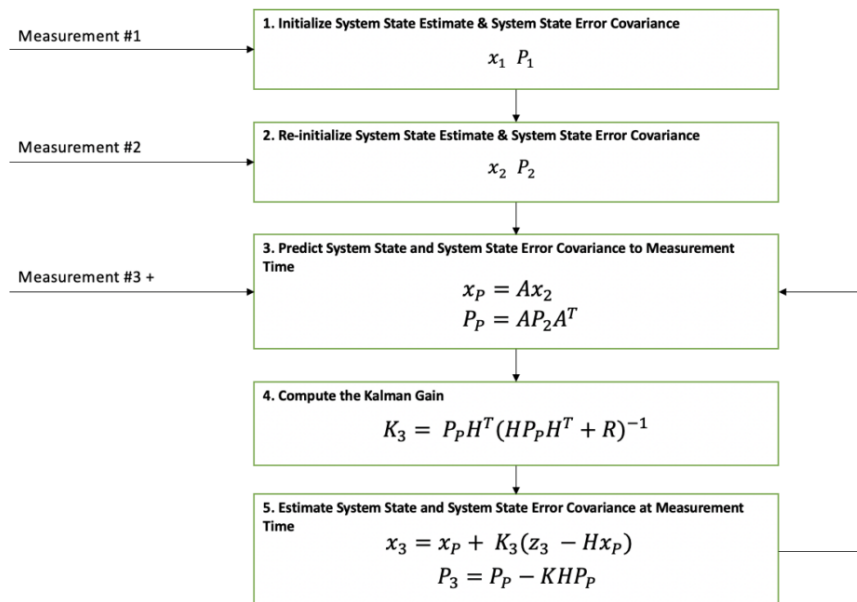 Measurement #1
1. Initialize System State Estimate & System State Error Covariance
x₁ P₁
Measurement #2
2. Re-initialize System State Estimate & System State Error Covariance
x₂ P₂
Measurement #3 +
3. Predict System State and System State Error Covariance to Measurement
Time
x_P = Ax₂
P_P = AP₂Aᵀ
4. Compute the Kalman Gain
K₃ = P_PHᵀ(HP_PHᵀ + R)⁻¹
5. Estimate System State and System State Error Covariance at Measurement
Time
x₃ = x_P + K₃(z₃ − Hx_P)
P₃ = P_P − KHP_P